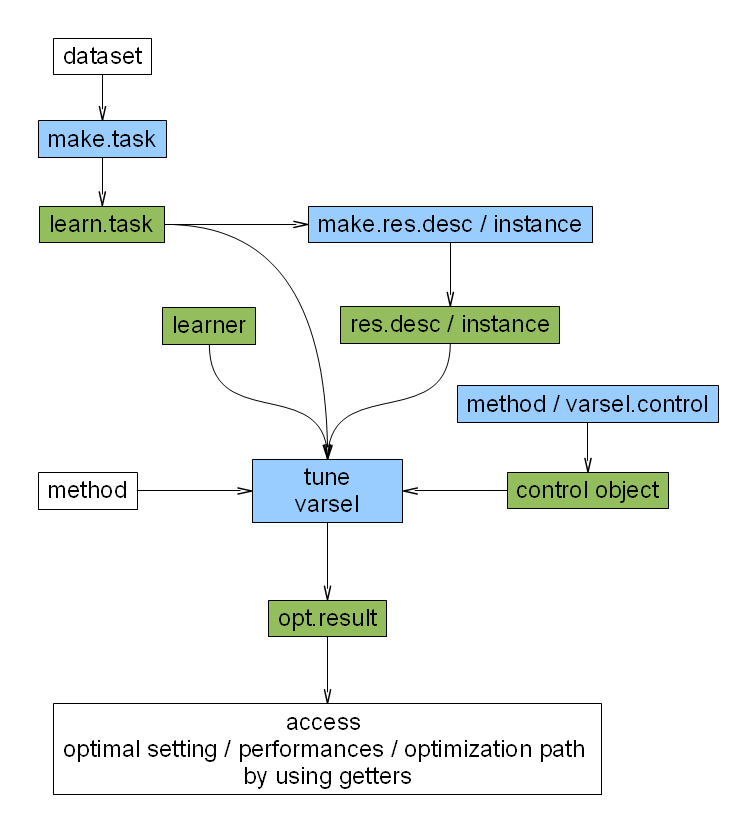 dataset
make.task
learn.task
make.res.desc / instance
learner
res.desc / instance
method / varsel.control
method
tune
varsel
control object
opt.result
access
optimal setting / performances / optimization path
by using getters